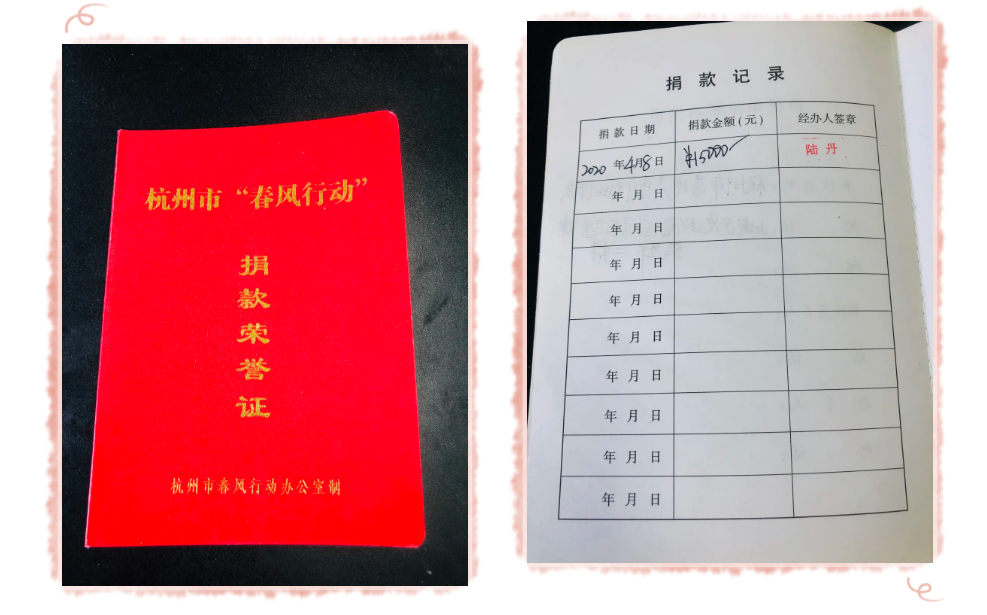 杭州市“春风行动”
捐
款
荣
誉
证
杭州市春风行动办公室制
捐款记录
捐款日期 捐款金额(元) 经办人签章
2020年4月8日 ¥15000 陆丹
年 月 日
年 月 日
年 月 日
年 月 日
年 月 日
年 月 日
年 月 日
年 月 日
年 月 日